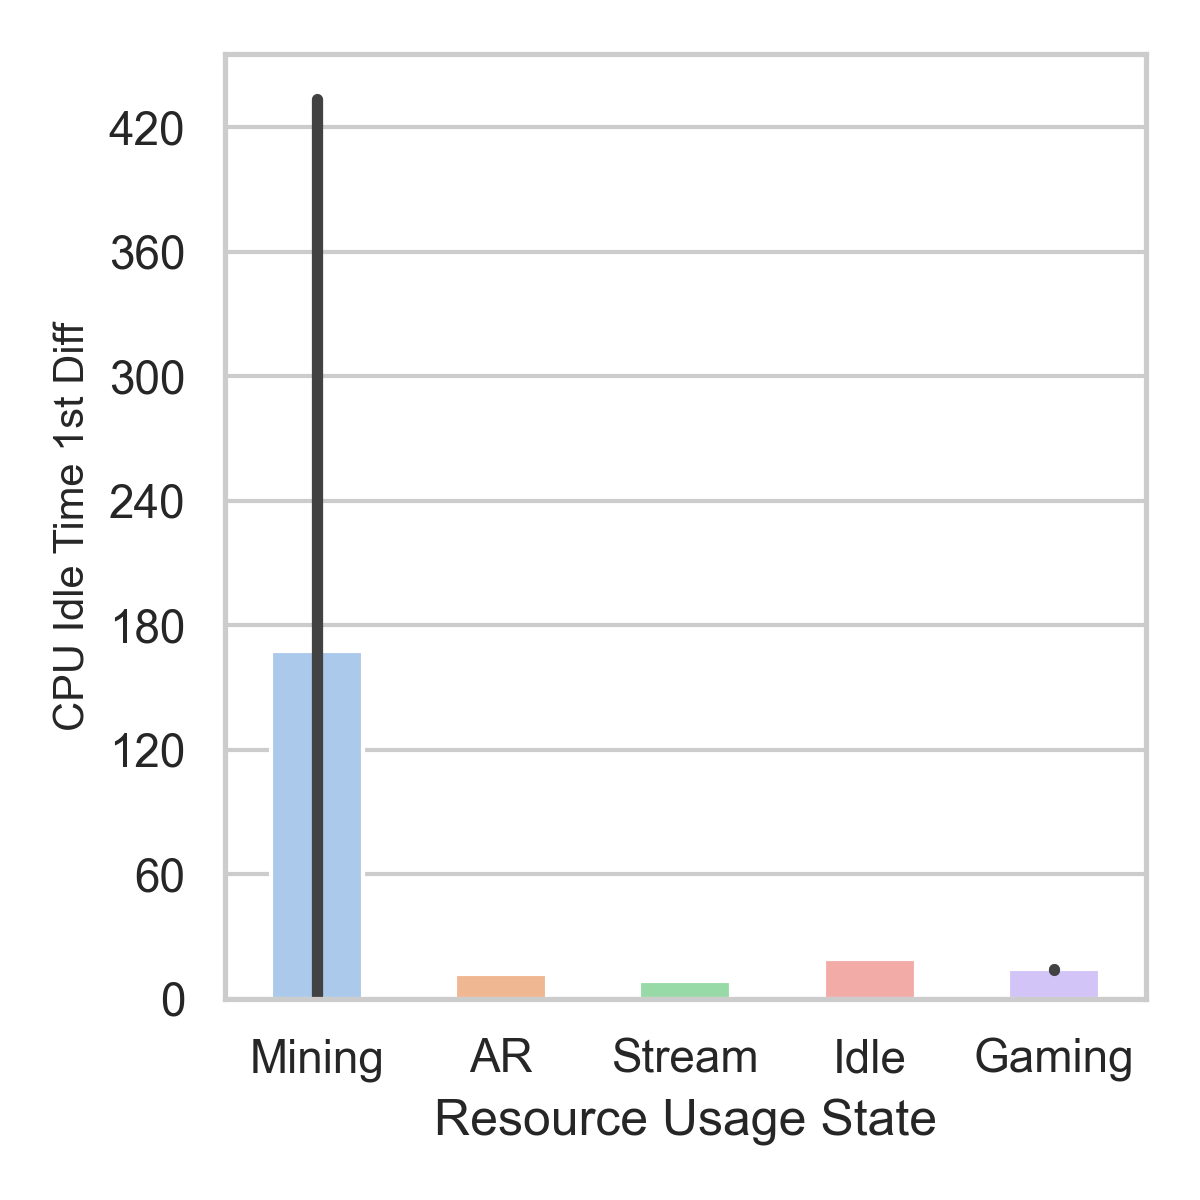 CPU Idle Time 1st Diff
420
360
300
240
180
120
60
0
Mining AR Stream Idle Gaming
Resource Usage State